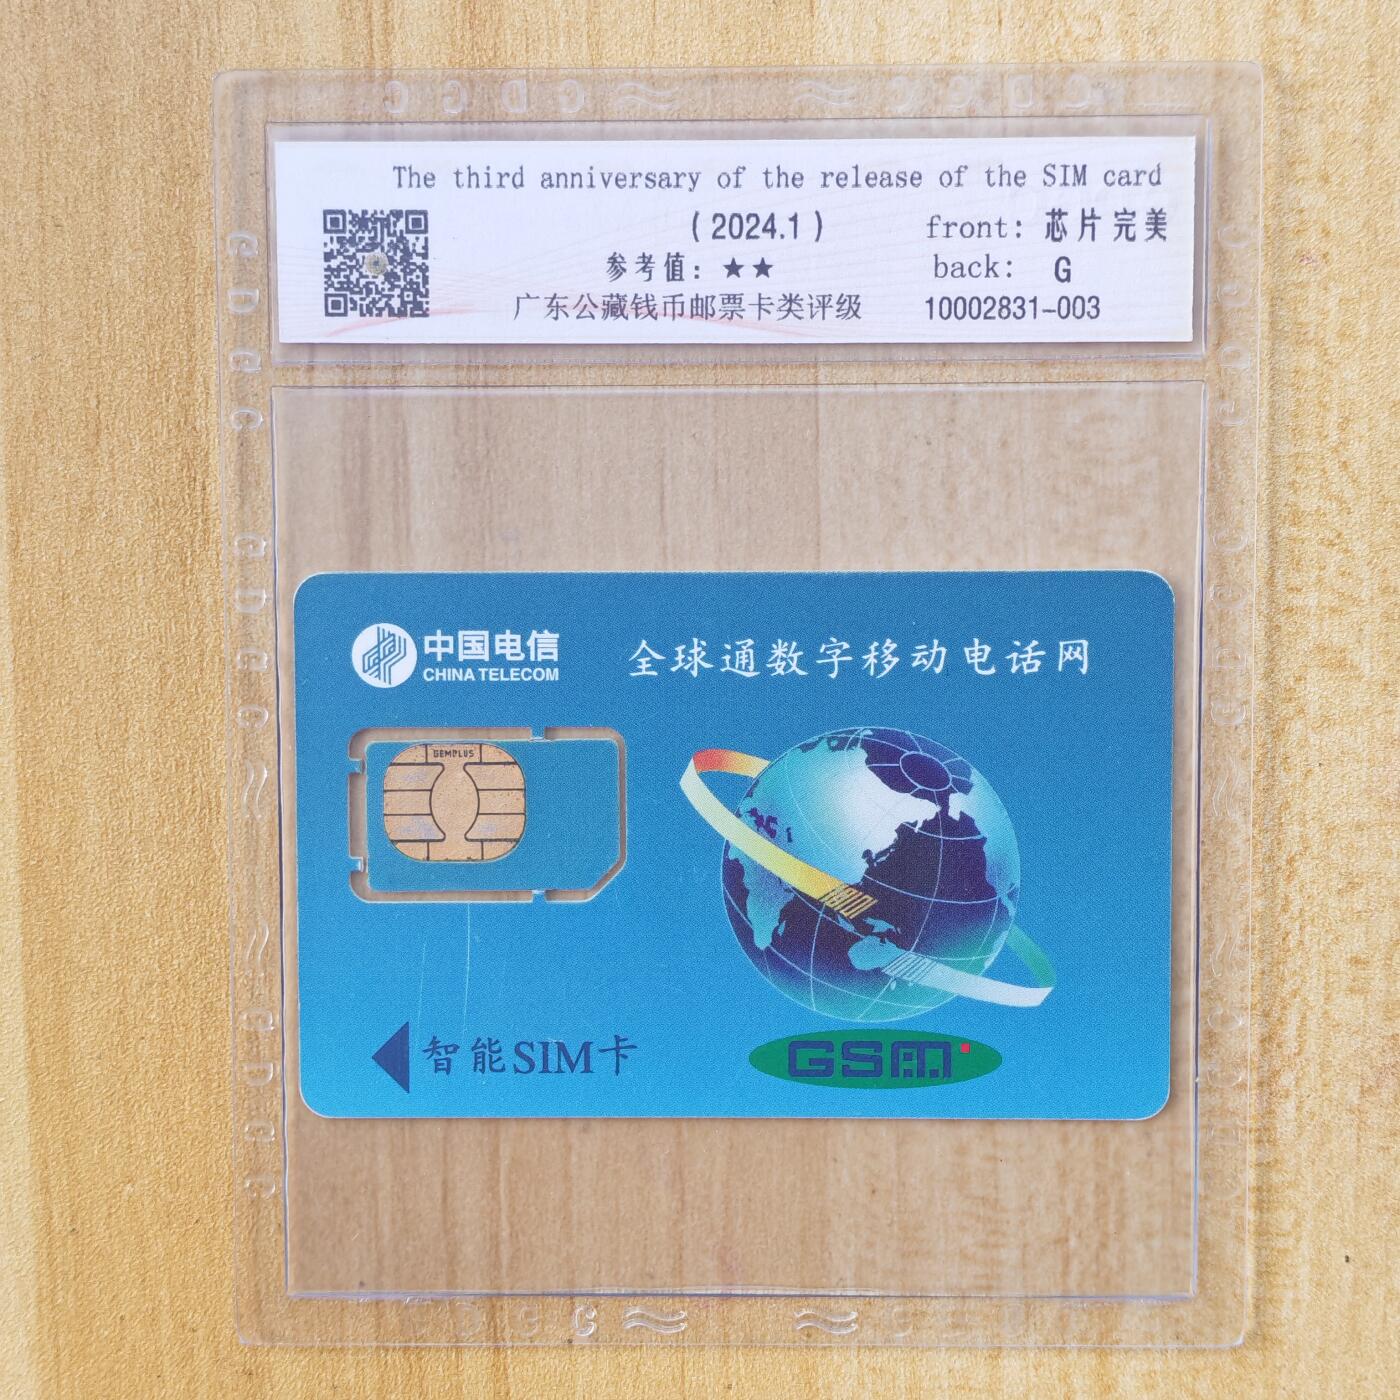 The third anniversary of the release of the SIM card
(2024.1)
front: 芯片完美
参考值：★★
back: G
广东公藏钱币邮票卡类评级
10002831-003
中国电信
CHINA TELECOM
全球通数字移动电话网
GEMPLUS
智能SIM卡
GSM